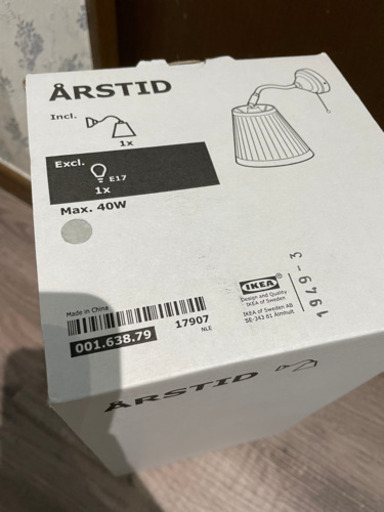 ÅRSTID
Incl.
1x
Excl.
E17
1x
Max. 40W
Made in China
17907
001.638.79
NLE
IKEA
Design and Quality
IKEA of Sweden
IKEA of Sweden AB
SE-343 81 Älmhult
1949-3
ÅRSTID